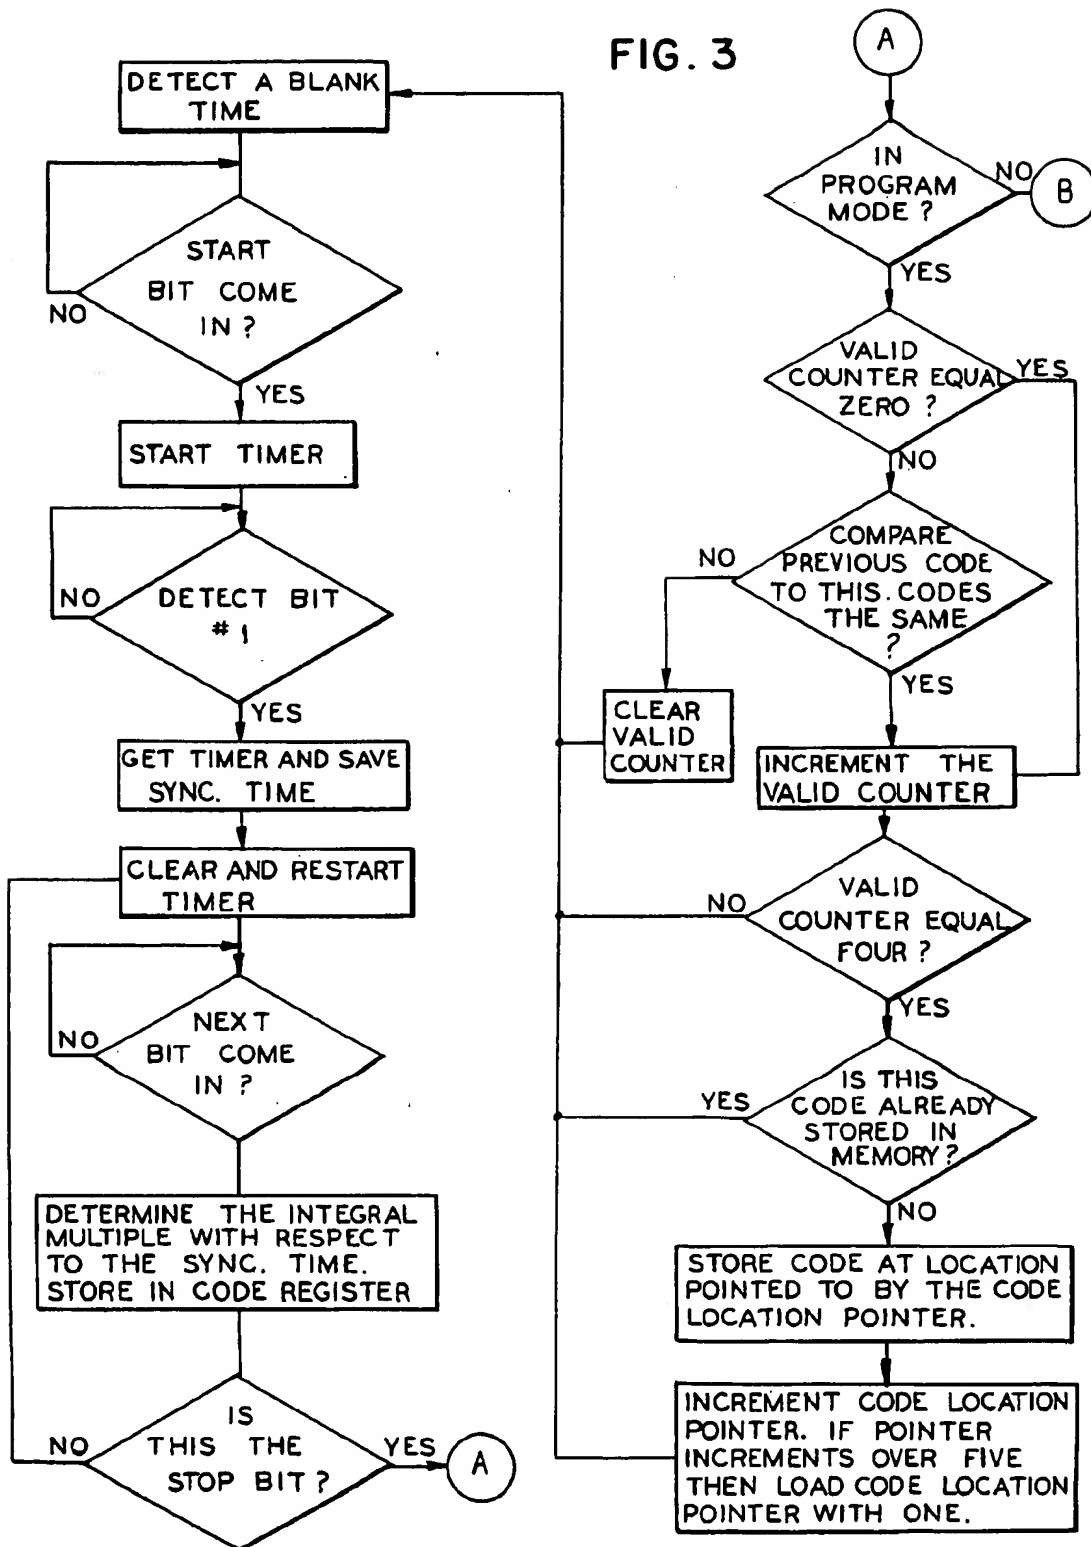 FIG. 3
DETECT A BLANK
TIME
START
BIT COME
IN ?
NO
YES
START TIMER
DETECT BIT
# 1
NO
YES
GET TIMER AND SAVE
SYNC. TIME
CLEAR AND RESTART
TIMER
NEXT
BIT COME
IN ?
NO
DETERMINE THE INTEGRAL
MULTIPLE WITH RESPECT
TO THE SYNC. TIME.
STORE IN CODE REGISTER
IS
THIS THE
STOP BIT ?
NO
YES
A
A
IN
PROGRAM
MODE ?
NO
B
YES
VALID
COUNTER EQUAL
ZERO ?
YES
NO
COMPARE
PREVIOUS CODE
TO THIS. CODES
THE SAME
?
NO
YES
CLEAR
VALID
COUNTER
INCREMENT THE
VALID COUNTER
VALID
COUNTER EQUAL
FOUR ?
NO
YES
IS THIS
CODE ALREADY
STORED IN
MEMORY ?
YES
NO
STORE CODE AT LOCATION
POINTED TO BY THE CODE
LOCATION POINTER.
INCREMENT CODE LOCATION
POINTER. IF POINTER
INCREMENTS OVER FIVE
THEN LOAD CODE LOCATION
POINTER WITH ONE.